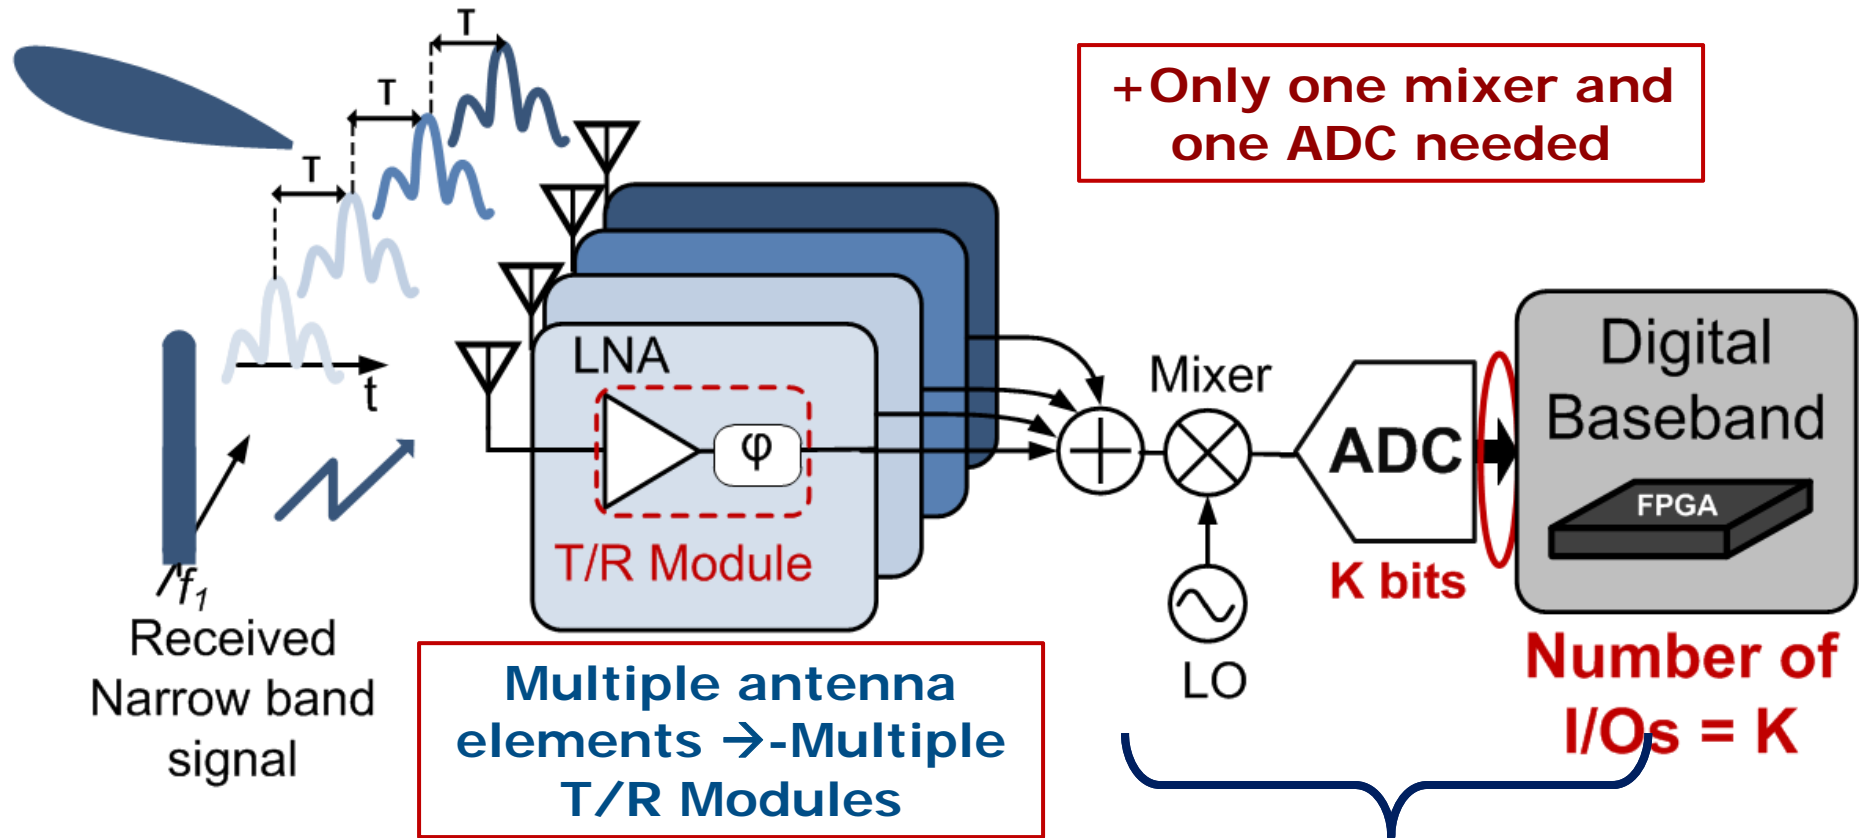 T
T
T
+Only one mixer and
one ADC needed
t
f1
Received
Narrow band
signal
LNA
φ
T/R Module
Multiple antenna
elements →-Multiple
T/R Modules
Mixer
LO
ADC
K bits
Digital
Baseband
FPGA
Number of
I/Os = K